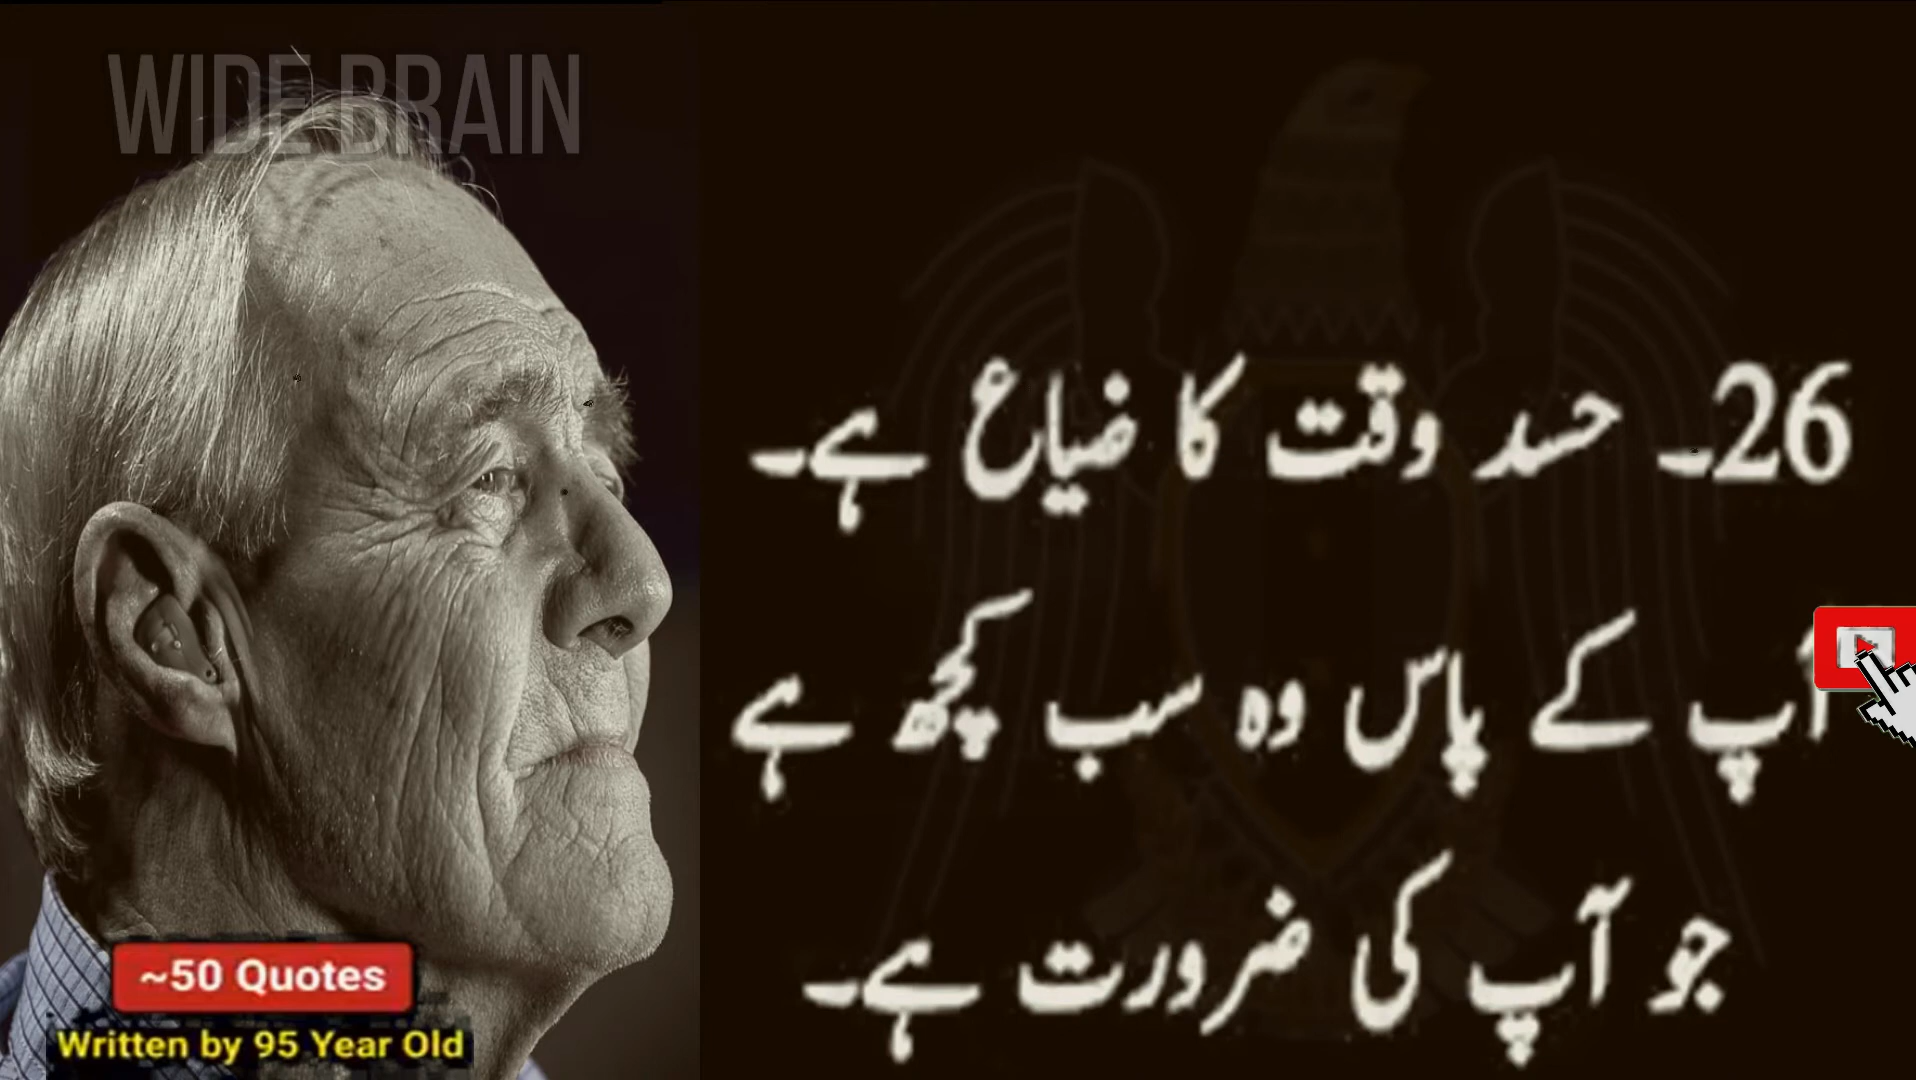 WIDE BRAIN
26۔ حسد وقت کا ضیاع ہے۔
آپ کے پاس وہ سب کچھ ہے
جو آپ کی ضرورت ہے۔
~50 Quotes
Written by 95 Year Old